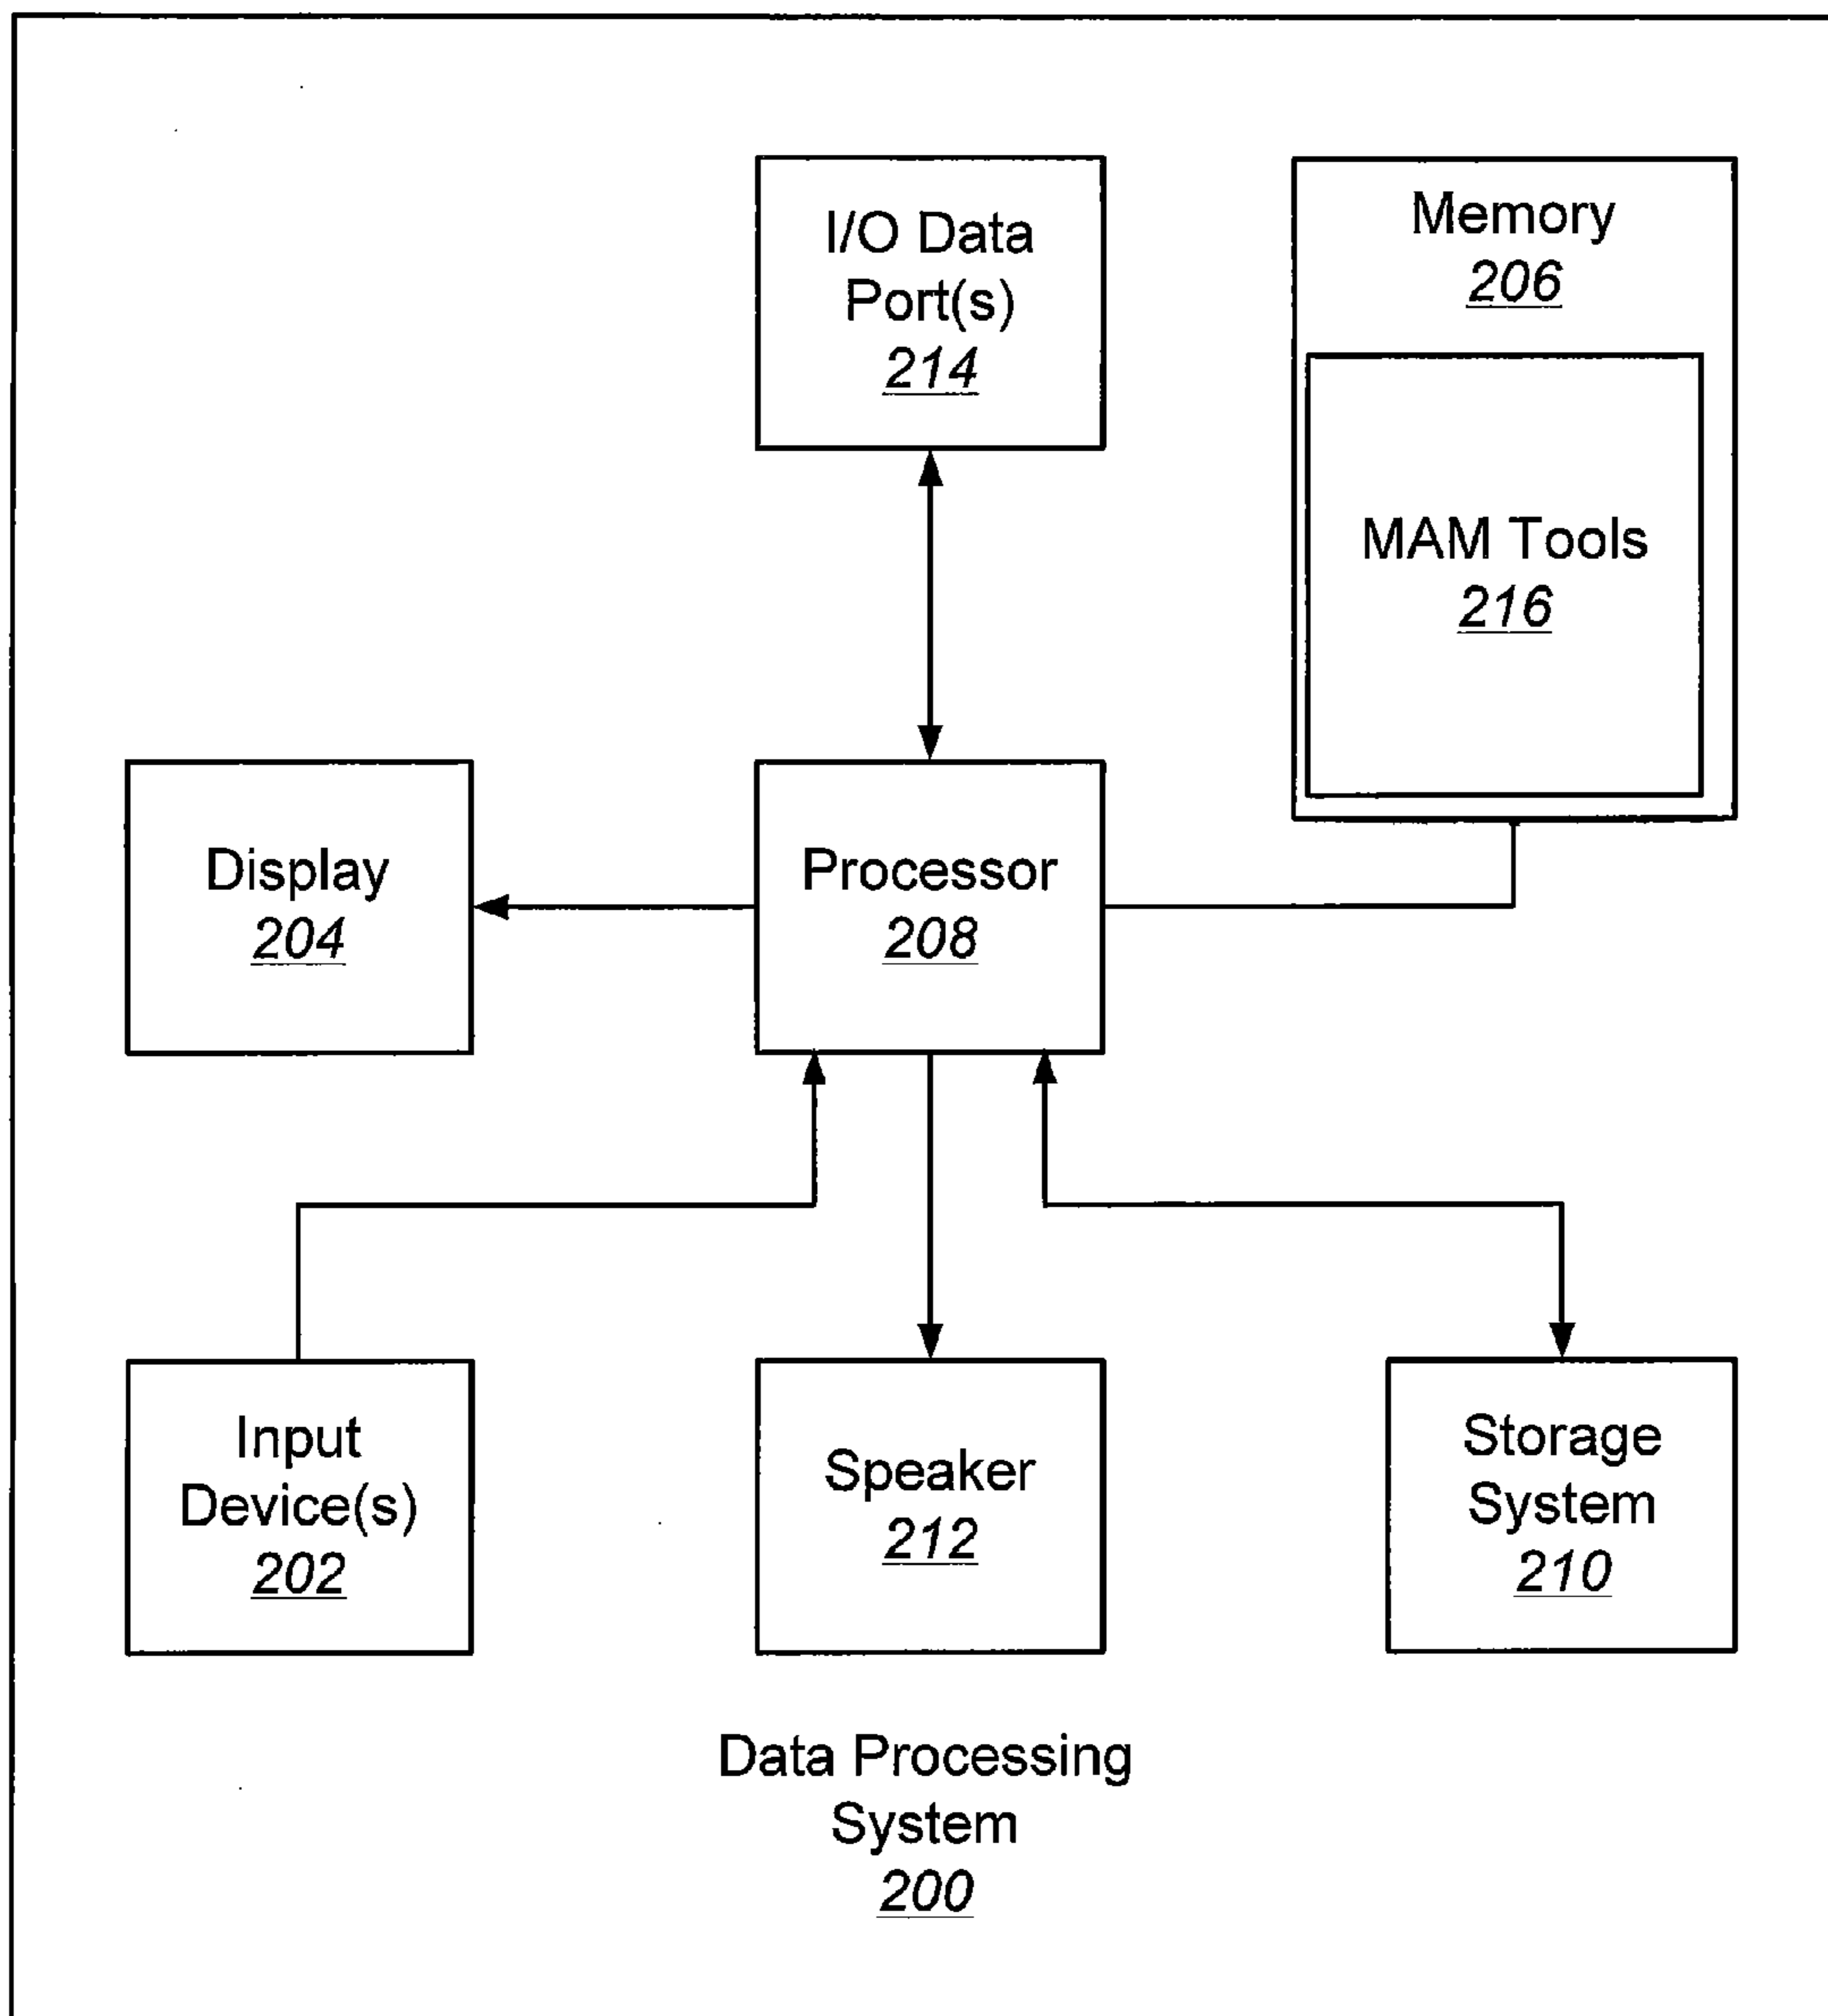 I/O Data
Port(s)
214
Memory
206
MAM Tools
216
Display
204
Processor
208
Input
Device(s)
202
Speaker
212
Storage
System
210
Data Processing
System
200